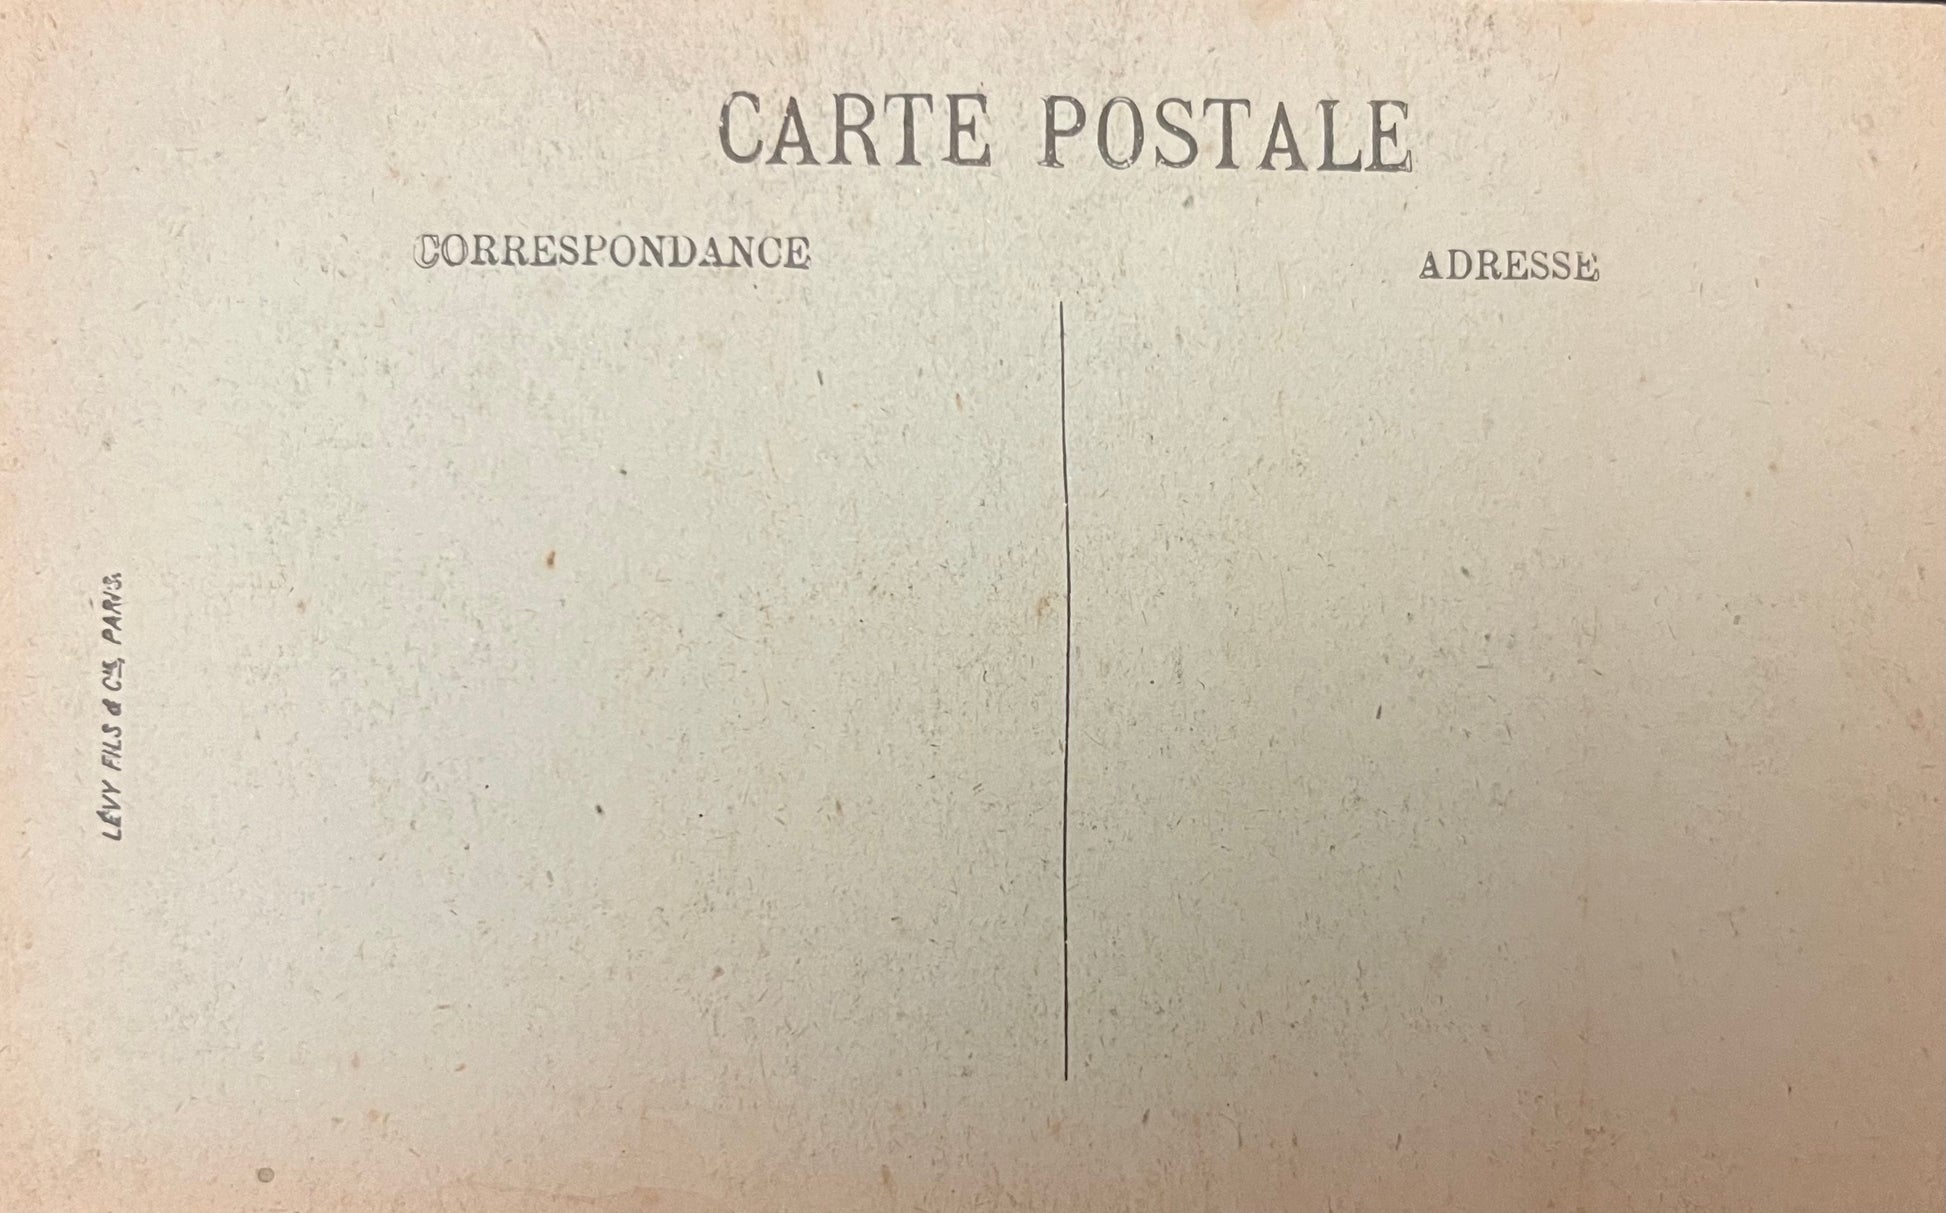 CARTE POSTALE
CORRESPONDANCE
ADRESSE
LÉVY FILS & Cie, PARIS.